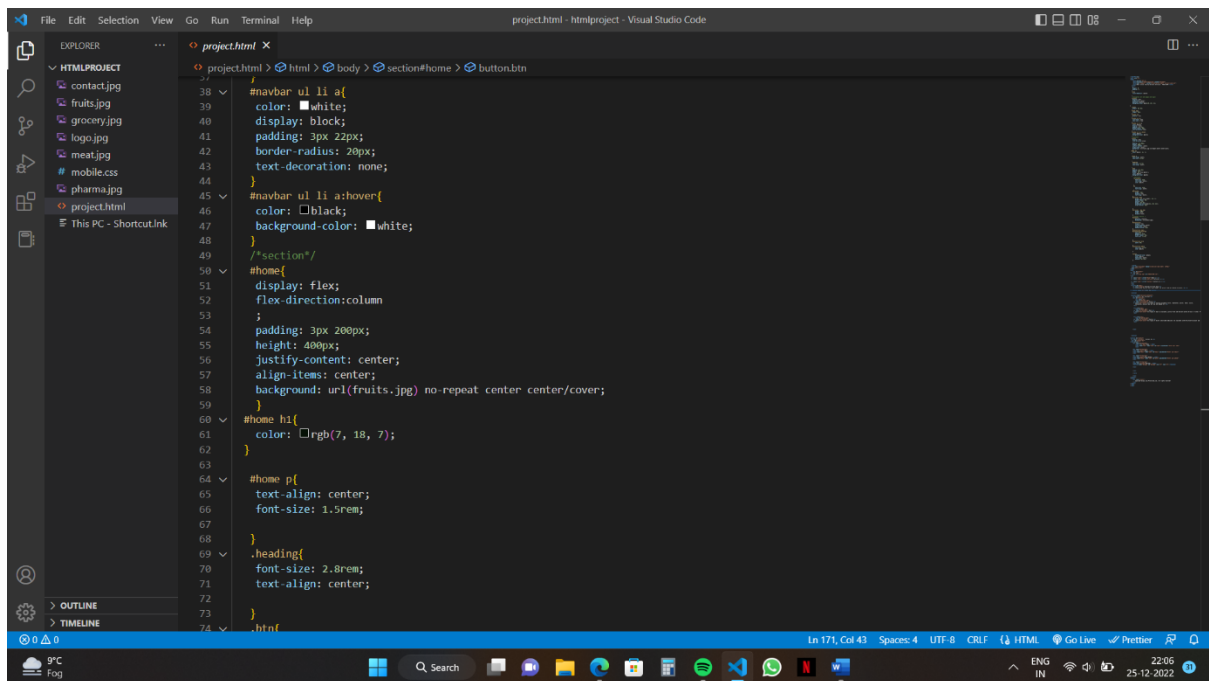 File Edit Selection View Go Run Terminal Help project.html - htmlproject - Visual Studio Code
EXPLORER ...
HTMLPROJECT
contact.jpg
fruits.jpg
grocery.jpg
logo.jpg
meat.jpg
# mobile.css
pharma.jpg
<> project.html
This PC - Shortcut.lnk
OUTLINE
TIMELINE
<> project.html ×
<> project.html > html > body > section#home > button.btn
37 }
38 #navbar ul li a{
39 color: white;
40 display: block;
41 padding: 3px 22px;
42 border-radius: 20px;
43 text-decoration: none;
44 }
45 #navbar ul li a:hover{
46 color: black;
47 background-color: white;
48 }
49 /*section*/
50 #home{
51 display: flex;
52 flex-direction:column
53 ;
54 padding: 3px 200px;
55 height: 400px;
56 justify-content: center;
57 align-items: center;
58 background: url(fruits.jpg) no-repeat center center/cover;
59 }
60 #home h1{
61 color: rgb(7, 18, 7);
62 }
63
64 #home p{
65 text-align: center;
66 font-size: 1.5rem;
67
68 }
69 .heading{
70 font-size: 2.8rem;
71 text-align: center;
72
73 }
74 .btn{
0 0 Ln 171, Col 43 Spaces: 4 UTF-8 CRLF HTML Go Live Prettier
9°C
Fog
Search
ENG
IN
22:06
25-12-2022
31